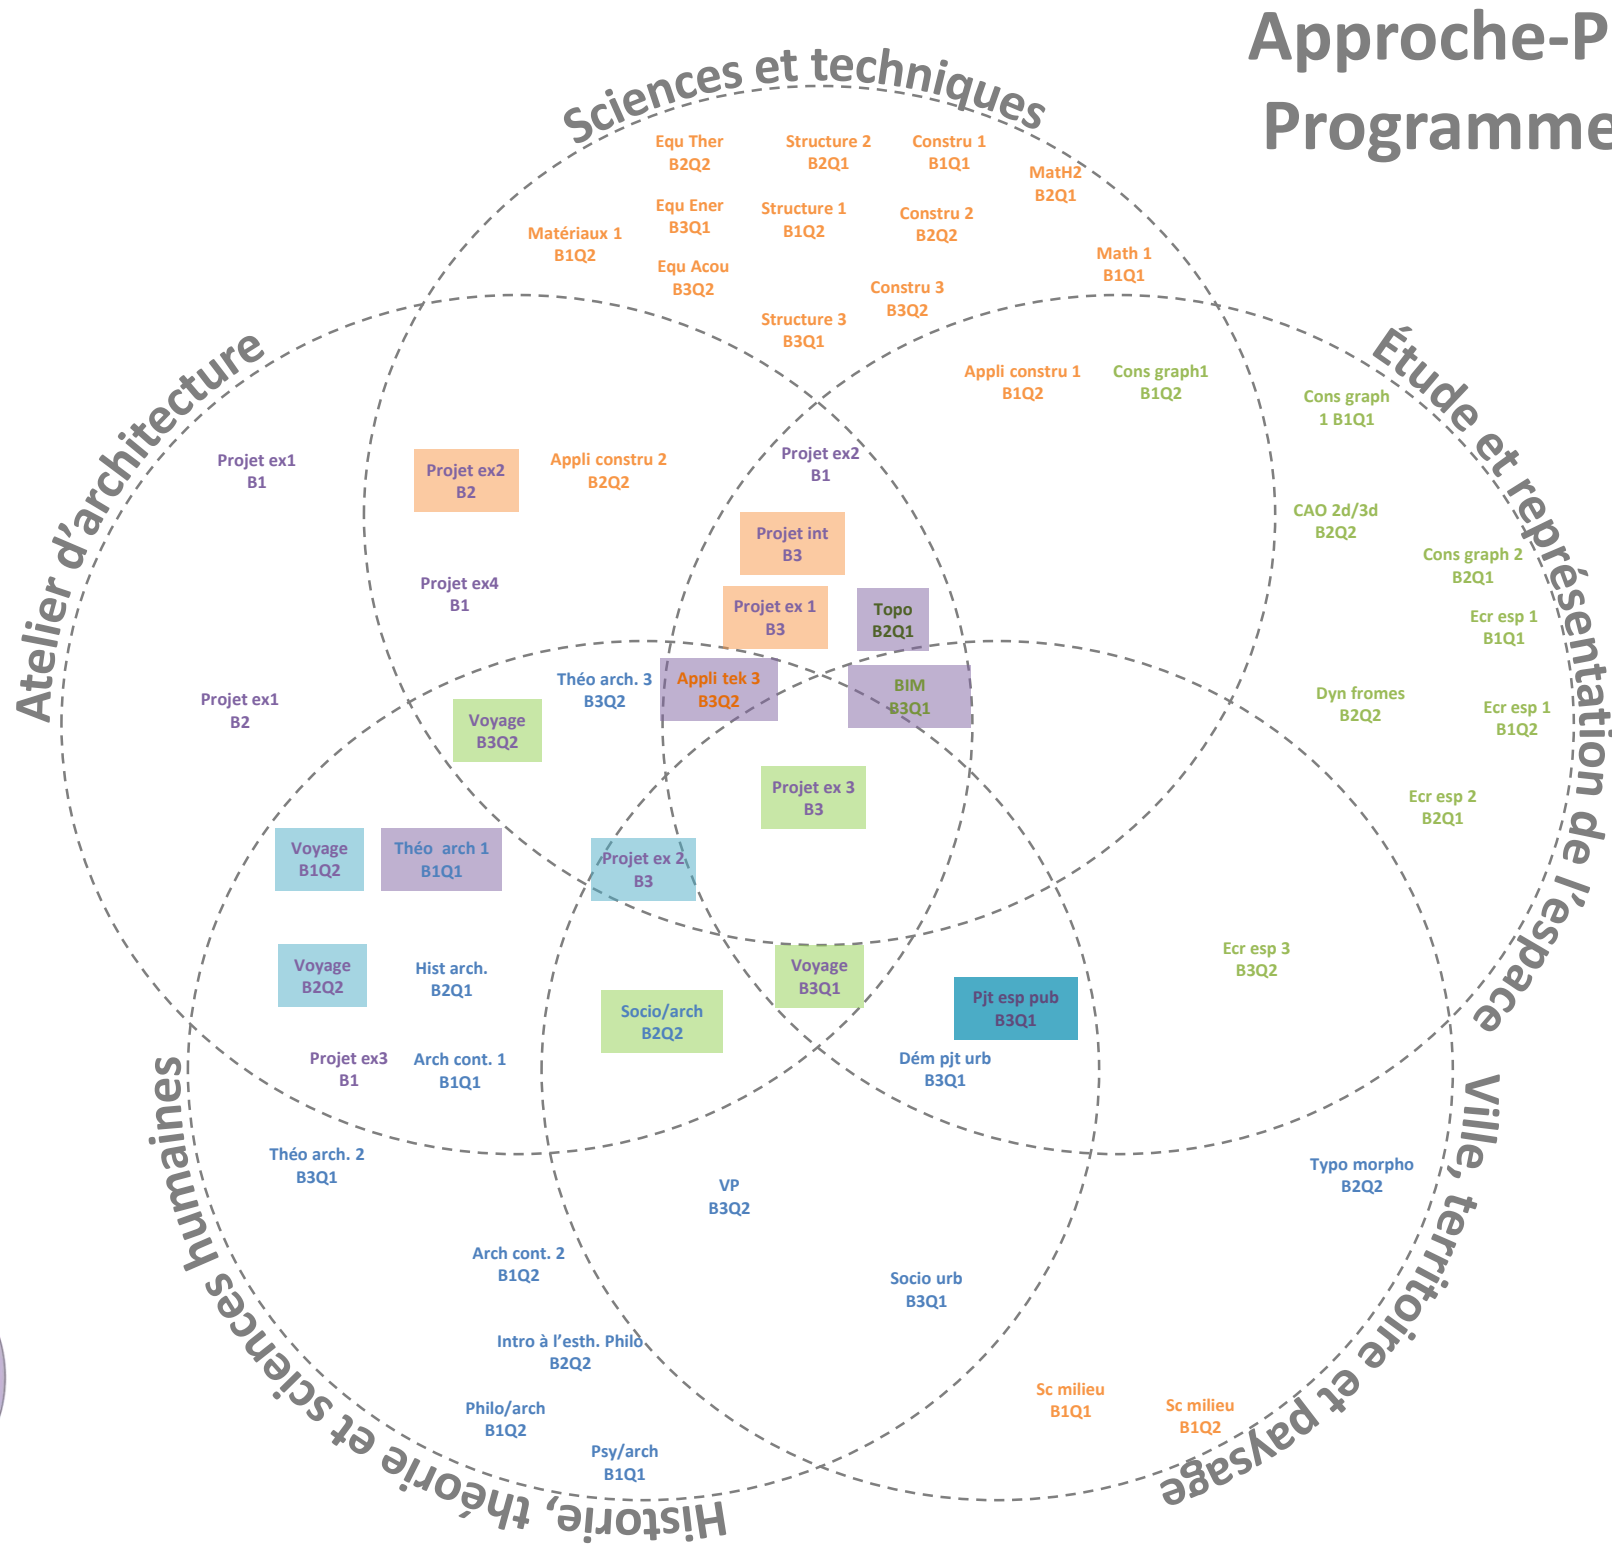 Approche-P
Programme
Sciences et techniques
Equ Ther
B2Q2
Structure 2
B2Q1
Constru 1
B1Q1
MatH2
B2Q1
Equ Ener
B3Q1
Structure 1
B1Q2
Constru 2
B2Q2
Matériaux 1
B1Q2
Math 1
B1Q1
Equ Acou
B3Q2
Constru 3
B3Q2
Structure 3
B3Q1
Atelier d’architecture
Étude et représentation de l’espace
Appli constru 1
B1Q2
Cons graph1
B1Q2
Cons graph
1 B1Q1
Projet ex1
B1
Projet ex2
B2
Appli constru 2
B2Q2
Projet ex2
B1
CAO 2d/3d
B2Q2
Projet int
B3
Cons graph 2
B2Q1
Projet ex4
B1
Projet ex 1
B3
Topo
B2Q1
Ecr esp 1
B1Q1
Projet ex1
B2
Théo arch. 3
B3Q2
Appli tek 3
B3Q2
BIM
B3Q1
Dyn fromes
B2Q2
Ecr esp 1
B1Q2
Voyage
B3Q2
Projet ex 3
B3
Ecr esp 2
B2Q1
Voyage
B1Q2
Théo  arch 1
B1Q1
Projet ex 2
B3
Voyage
B2Q2
Hist arch.
B2Q1
Voyage
B3Q1
Ecr esp 3
B3Q2
Socio/arch
B2Q2
Pjt esp pub
B3Q1
Projet ex3
B1
Arch cont. 1
B1Q1
Dém pjt urb
B3Q1
Théo arch. 2
B3Q1
VP
B3Q2
Typo morpho
B2Q2
Arch cont. 2
B1Q2
Socio urb
B3Q1
Intro à l’esth. Philo
B2Q2
Philo/arch
B1Q2
Sc milieu
B1Q1
Sc milieu
B1Q2
Psy/arch
B1Q1
Historie, théorie et sciences humaines
Ville, territoire et paysage